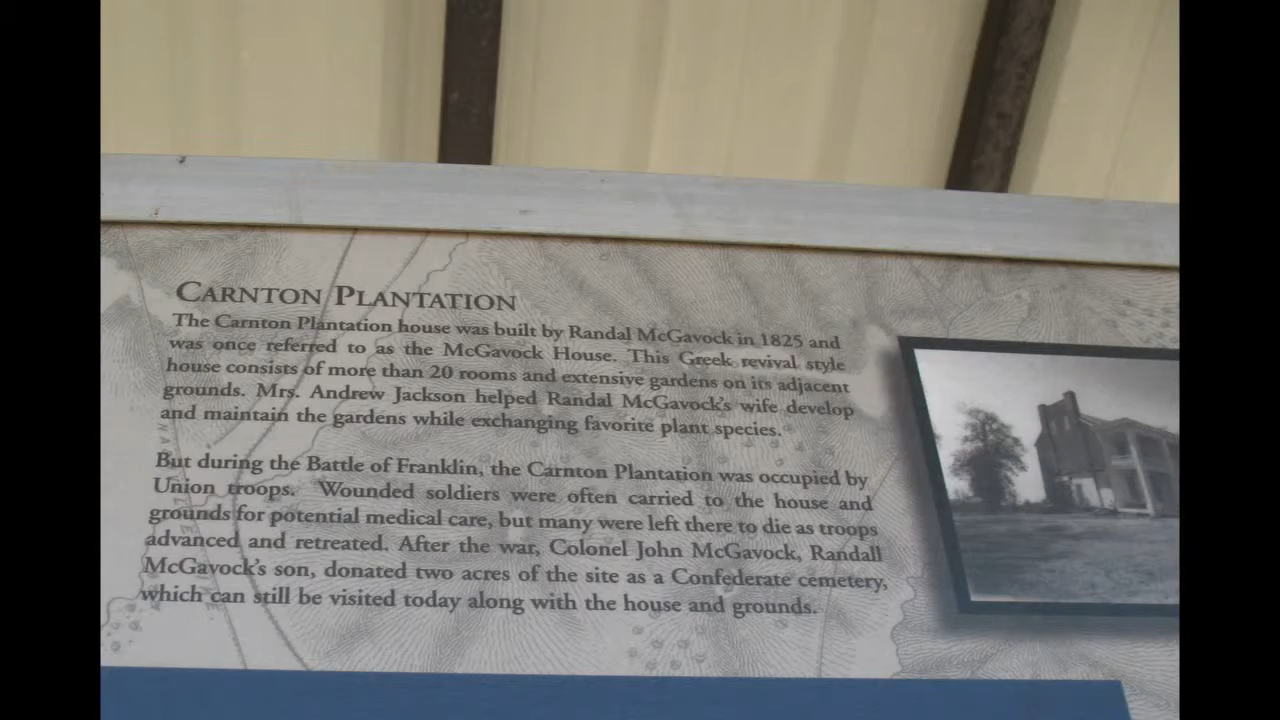 CARNTON PLANTATION
The Carnton Plantation house was built by Randal McGavock in 1825 and
was once referred to as the McGavock House. This Greek revival style
house consists of more than 20 rooms and extensive gardens on its adjacent
grounds. Mrs. Andrew Jackson helped Randal McGavock's wife develop
and maintain the gardens while exchanging favorite plant species.
But during the Battle of Franklin, the Carnton Plantation was occupied by
Union troops. Wounded soldiers were often carried to the house and
grounds for potential medical care, but many were left there to die as troops
advanced and retreated. After the war, Colonel John McGavock, Randall
McGavock's son, donated two acres of the site as a Confederate cemetery,
which can still be visited today along with the house and grounds.